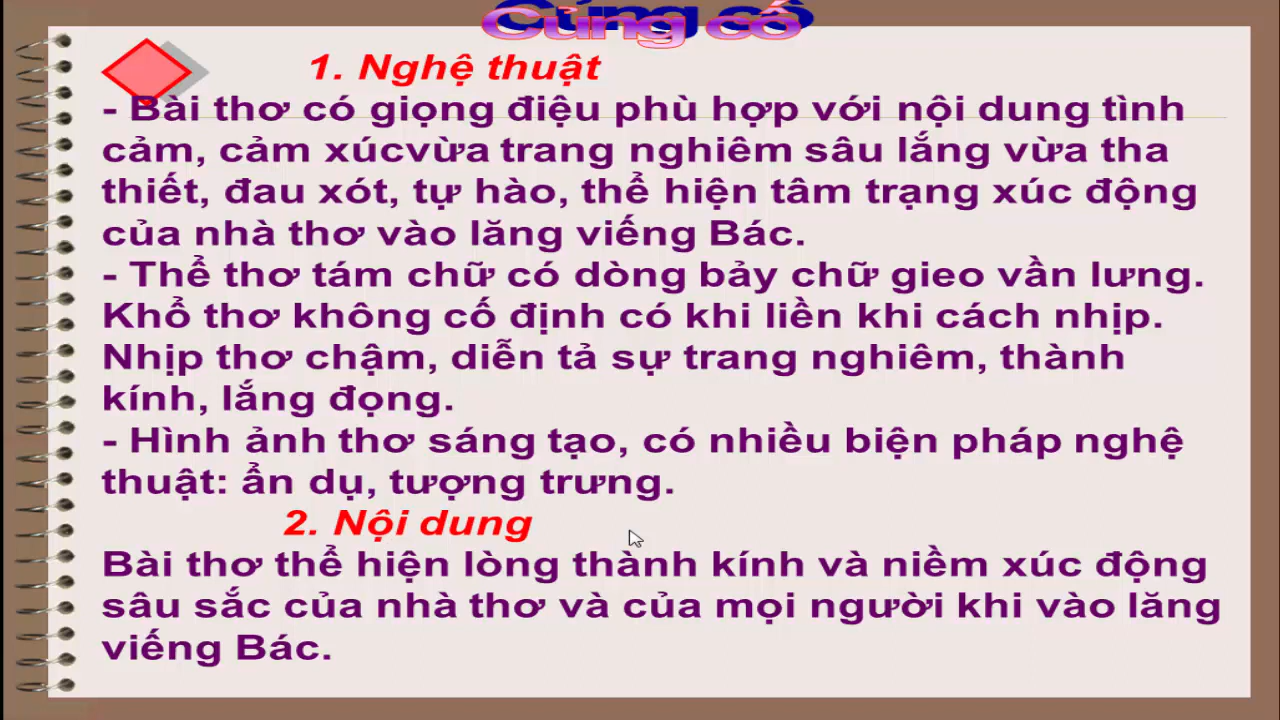 Củng cố
1. Nghệ thuật
- Bài thơ có giọng điệu phù hợp với nội dung tình
cảm, cảm xúcvừa trang nghiêm sâu lắng vừa tha
thiết, đau xót, tự hào, thể hiện tâm trạng xúc động
của nhà thơ vào lăng viếng Bác.
- Thể thơ tám chữ có dòng bảy chữ gieo vần lưng.
Khổ thơ không cố định có khi liền khi cách nhịp.
Nhịp thơ chậm, diễn tả sự trang nghiêm, thành
kính, lắng đọng.
- Hình ảnh thơ sáng tạo, có nhiều biện pháp nghệ
thuật: ẩn dụ, tượng trưng.
2. Nội dung
Bài thơ thể hiện lòng thành kính và niềm xúc động
sâu sắc của nhà thơ và của mọi người khi vào lăng
viếng Bác.